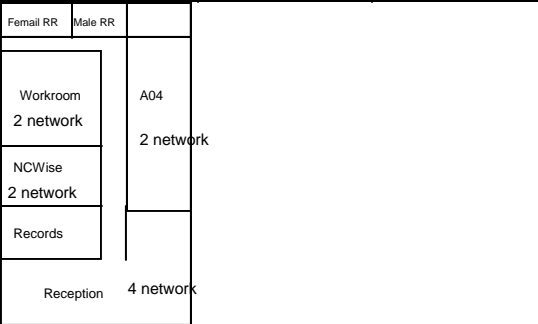 Femail RR
Male RR
Workroom
2 network
A04
2 network
NCWise
2 network
Records
Reception
4 network